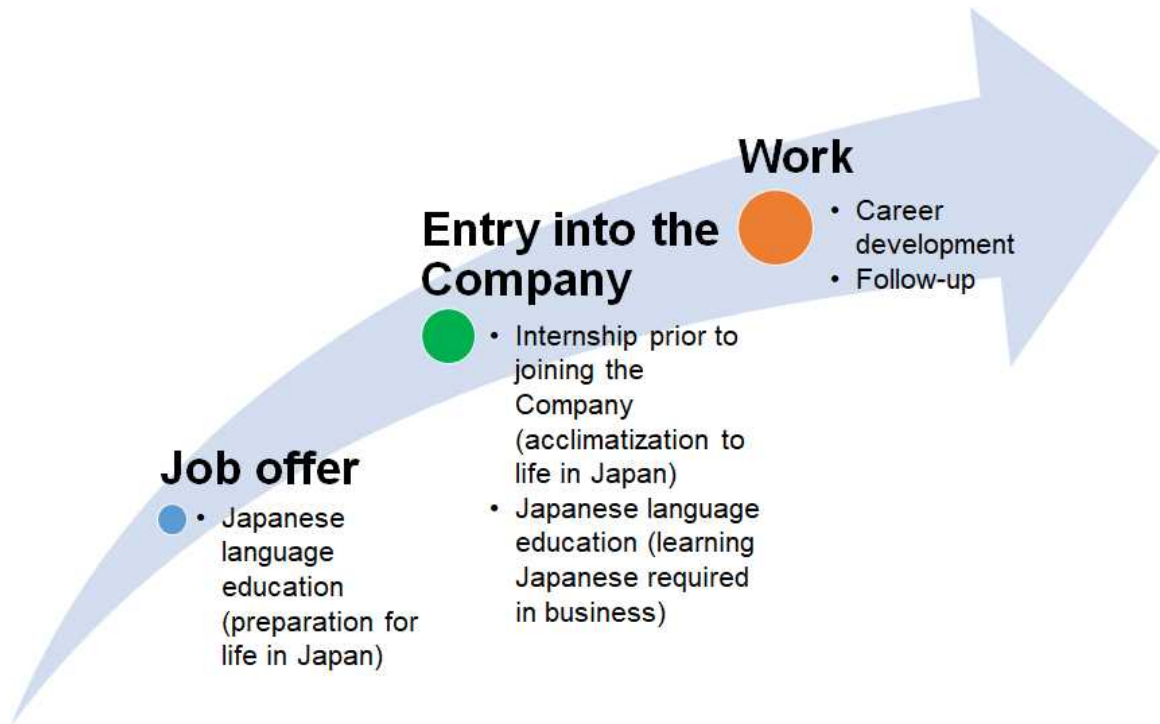 Job offer
• Japanese
language
education
(preparation for
life in Japan)
Entry into the
Company
• Internship prior to
joining the
Company
(acclimatization to
life in Japan)
• Japanese language
education (learning
Japanese required
in business)
Work
• Career
development
• Follow-up